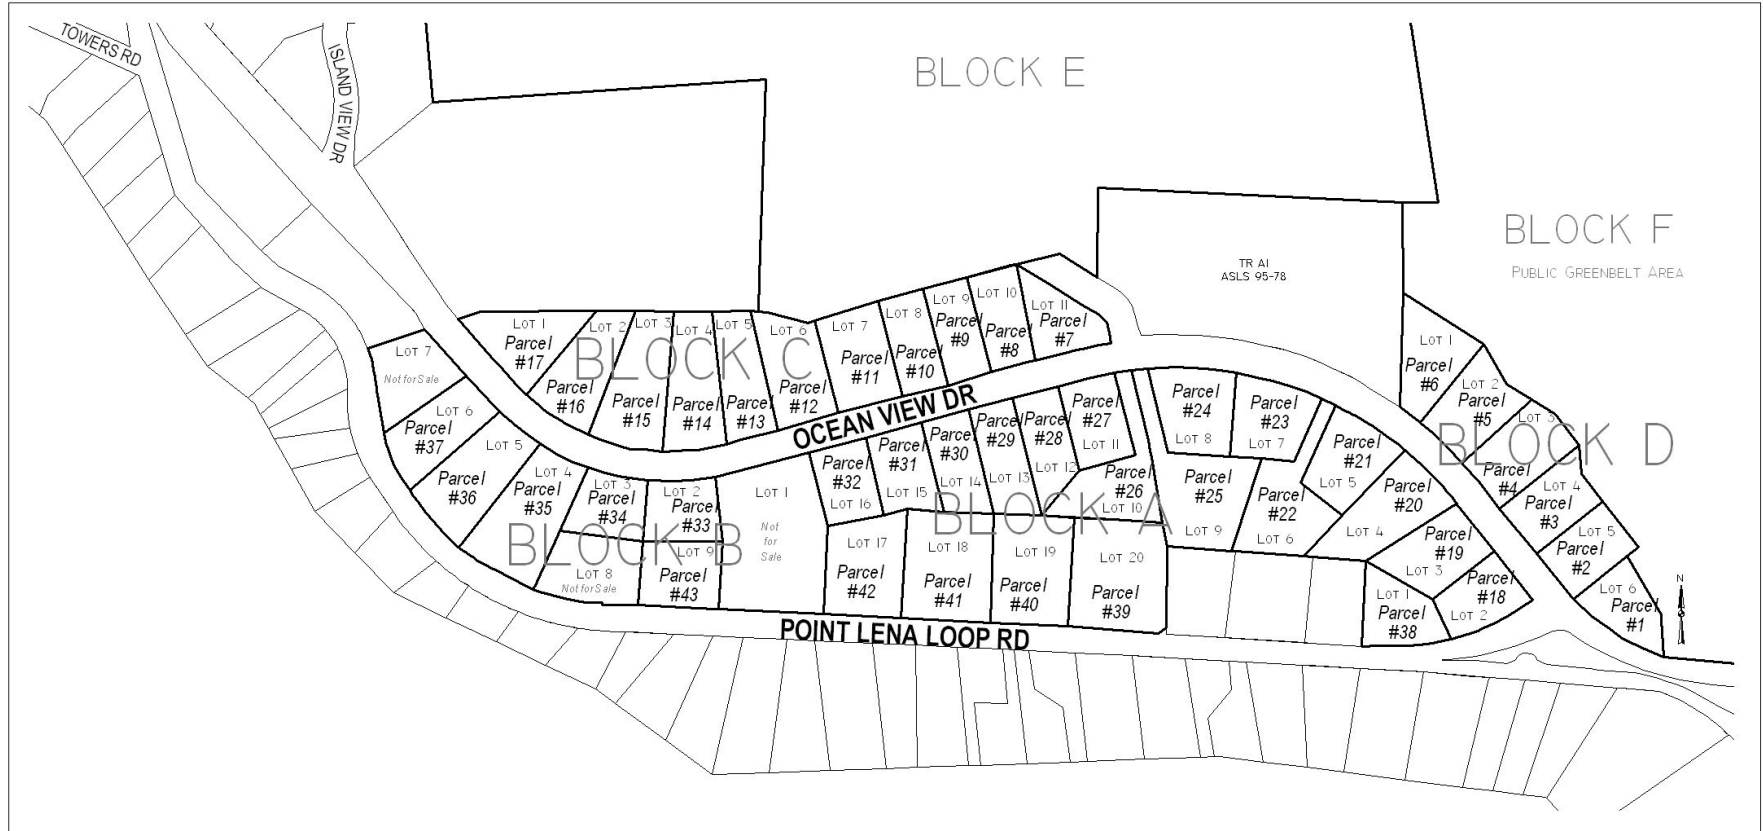 TOWERS RD
ISLAND VIEW DR
BLOCK E
BLOCK F
PUBLIC GREENBELT AREA
TR A1
ASLS 95-78
LOT 7
Not for Sale
LOT 1
Parcel
#17
LOT 2
Parcel
#16
LOT 3
Parcel
#15
LOT 4
Parcel
#14
LOT 5
Parcel
#13
LOT 6
Parcel
#12
LOT 7
Parcel
#11
LOT 8
Parcel
#10
LOT 9
Parcel
#9
LOT 10
Parcel
#8
LOT 11
Parcel
#7
BLOCK C
OCEAN VIEW DR
LOT 6
Parcel
#37
LOT 5
Parcel
#36
LOT 4
Parcel
#35
LOT 3
Parcel
#34
LOT 2
Parcel
#33
BLOCK B
LOT 8
Not for Sale
LOT 9
Parcel
#43
LOT 1
Not
for
Sale
Parcel
#32
LOT 16
Parcel
#31
LOT 15
Parcel
#30
LOT 14
Parcel
#29
LOT 13
Parcel
#28
LOT 12
Parcel
#27
LOT 11
Parcel
#26
LOT 10
BLOCK A
Parcel
#24
LOT 8
Parcel
#23
LOT 7
Parcel
#25
LOT 9
Parcel
#22
LOT 6
Parcel
#21
LOT 5
Parcel
#20
LOT 4
Parcel
#19
LOT 3
Parcel
#18
LOT 2
LOT 1
Parcel
#38
LOT 17
Parcel
#42
LOT 18
Parcel
#41
LOT 19
Parcel
#40
LOT 20
Parcel
#39
LOT 1
Parcel
#6
LOT 2
Parcel
#5
LOT 3
Parcel
#4
LOT 4
Parcel
#3
LOT 5
Parcel
#2
LOT 6
Parcel
#1
BLOCK D
N
POINT LENA LOOP RD